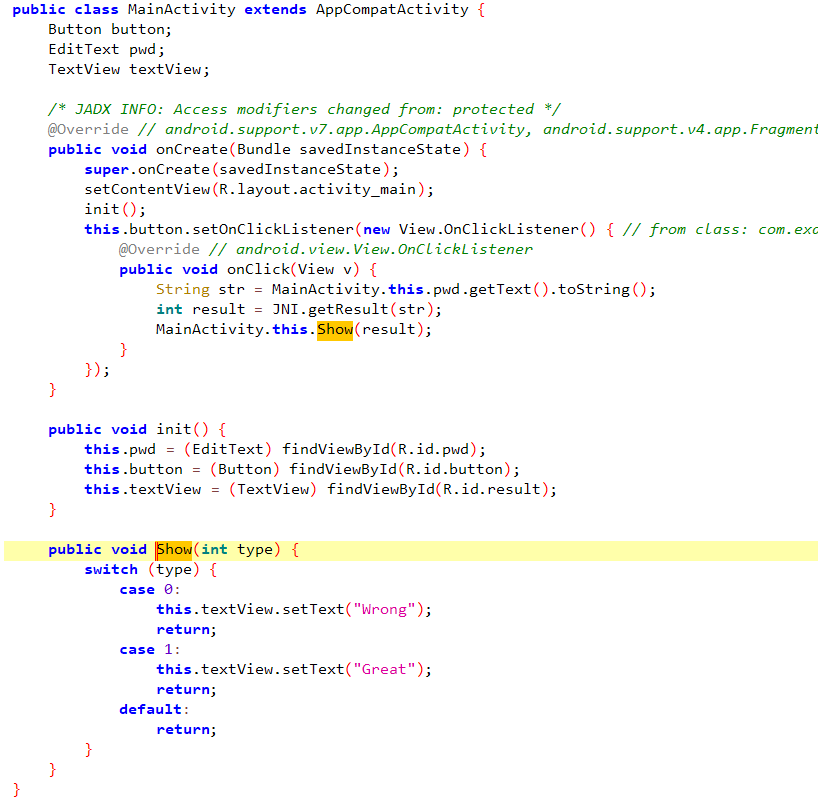 public class MainActivity extends AppCompatActivity {
    Button button;
    EditText pwd;
    TextView textView;

    /* JADX INFO: Access modifiers changed from: protected */
    @Override // android.support.v7.app.AppCompatActivity, android.support.v4.app.Fragment
    public void onCreate(Bundle savedInstanceState) {
        super.onCreate(savedInstanceState);
        setContentView(R.layout.activity_main);
        init();
        this.button.setOnClickListener(new View.OnClickListener() { // from class: com.exa
            @Override // android.view.View.OnClickListener
            public void onClick(View v) {
                String str = MainActivity.this.pwd.getText().toString();
                int result = JNI.getResult(str);
                MainActivity.this.Show(result);
            }
        });
    }

    public void init() {
        this.pwd = (EditText) findViewById(R.id.pwd);
        this.button = (Button) findViewById(R.id.button);
        this.textView = (TextView) findViewById(R.id.result);
    }

    public void Show(int type) {
        switch (type) {
            case 0:
                this.textView.setText("Wrong");
                return;
            case 1:
                this.textView.setText("Great");
                return;
            default:
                return;
        }
    }
}